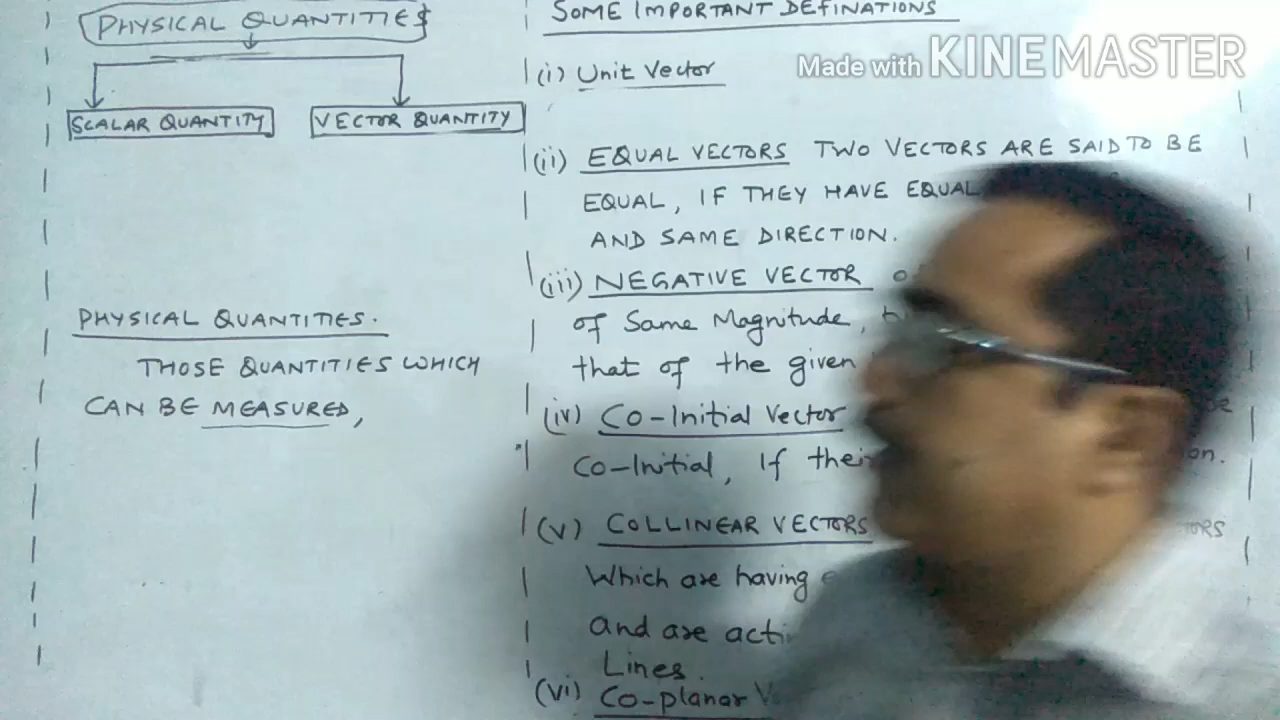 PHYSICAL QUANTITIES
SCALAR QUANTITY
VECTOR QUANTITY
PHYSICAL QUANTITIES.
THOSE QUANTITIES WHICH
CAN BE MEASURED,
SOME IMPORTANT DEFINATIONS
Made with KINEMASTER
(i) Unit Vector
(ii) EQUAL VECTORS TWO VECTORS ARE SAID TO BE
EQUAL, IF THEY HAVE EQUAL
AND SAME DIRECTION.
(iii) NEGATIVE VECTOR
of Same Magnitude,
that of the given
(iv) Co-Initial Vector
Co-Initial, If
(v) COLLINEAR VECTORS
Which are having
and are
Lines.
(vi) Co-planar